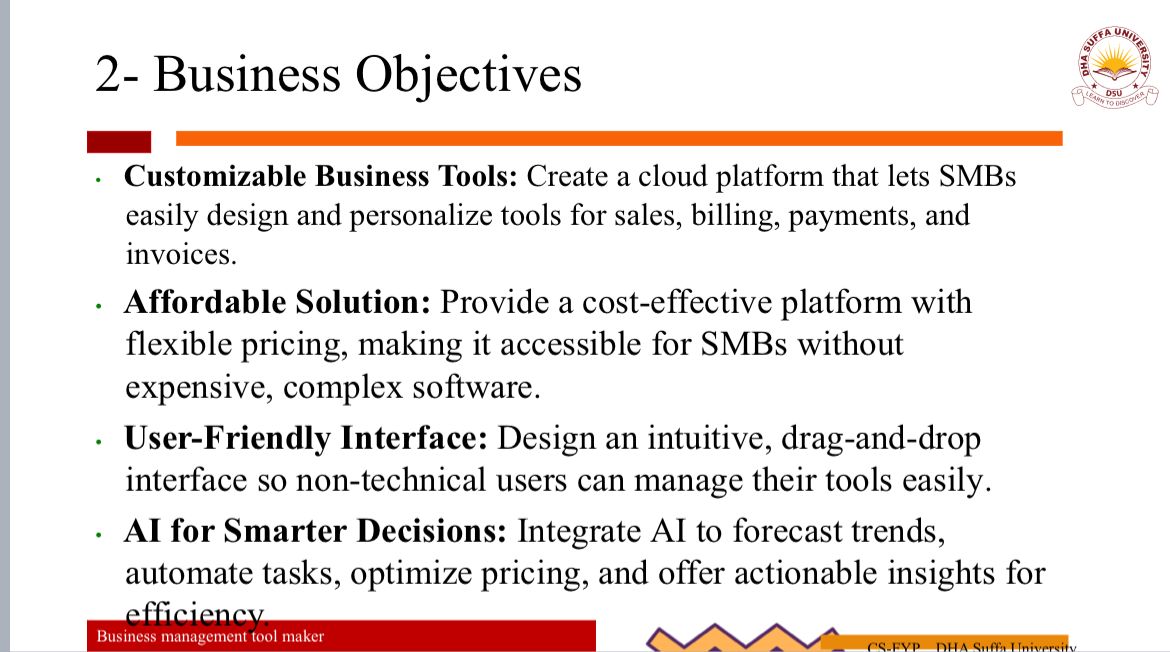 2- Business Objectives
DHA SUFFA UNIVERSITY
DSU
LEARN TO DISCOVER
• Customizable Business Tools: Create a cloud platform that lets SMBs
easily design and personalize tools for sales, billing, payments, and
invoices.
• Affordable Solution: Provide a cost-effective platform with
flexible pricing, making it accessible for SMBs without
expensive, complex software.
• User-Friendly Interface: Design an intuitive, drag-and-drop
interface so non-technical users can manage their tools easily.
• AI for Smarter Decisions: Integrate AI to forecast trends,
automate tasks, optimize pricing, and offer actionable insights for
efficiency.
Business management tool maker
CS-FYP DHA Suffa University